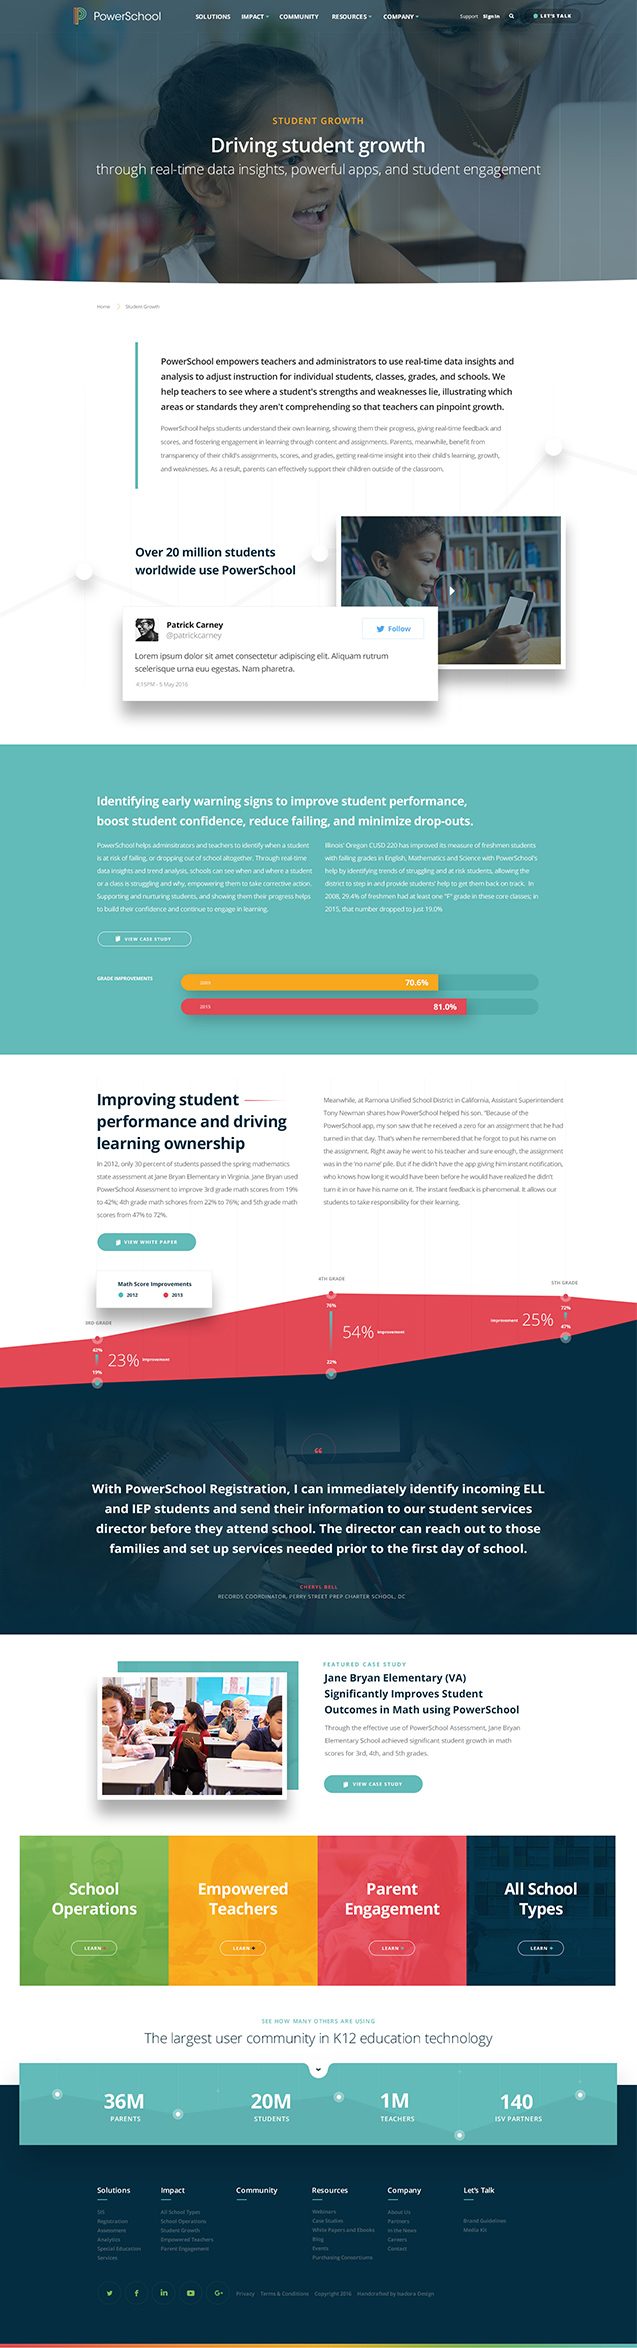 PowerSchool
SOLUTIONS IMPACT COMMUNITY RESOURCES COMPANY Support Sign In LET'S TALK
STUDENT GROWTH
Driving student growth
through real-time data insights, powerful apps, and student engagement
Home Student Growth
PowerSchool empowers teachers and administrators to use real-time data insights and
analysis to adjust instruction for individual students, classes, grades, and schools. We
help teachers to see where a student's strengths and weaknesses lie, illustrating which
areas or standards they aren't comprehending so that teachers can pinpoint growth.
PowerSchool helps students understand their own learning, showing them their progress, giving real-time feedback and
scores, and fostering engagement in learning through content and assignments. Parents, meanwhile, benefit from
transparency of their child's assignments, scores, and grades, getting real-time insight into their child's learning, growth,
and weaknesses. As a result, parents can effectively support their children outside of the classroom.
Over 20 million students
worldwide use PowerSchool
Patrick Carney
@patrickcarney
Follow
Lorem ipsum dolor sit amet consectetur adipiscing elit. Aliquam rutrum
scelerisque urna euu egestas. Nam pharetra.
4:15PM - 5 May 2016
Identifying early warning signs to improve student performance,
boost student confidence, reduce failing, and minimize drop-outs.
PowerSchool helps adminsitrators and teachers to identify when a student
is at risk of failing, or dropping out of school altogether. Through real-time
data insights and trend analysis, schools can see when and where a student
or a class is struggling and why, empowering them to take corrective action.
Supporting and nurturing students, and showing them their progress helps
to build their confidence and continue to engage in learning.
Illinois' Oregon CUSD 220 has improved its measure of freshmen students
with failing grades in English, Mathematics and Science with PowerSchool's
help by identifying trends of struggling and at risk students, allowing the
district to step in and provide students' help to get them back on track. In
2008, 29.4% of freshmen had at least one "F" grade in these core classes; in
2015, that number dropped to just 19.0%
VIEW CASE STUDY
GRADE IMPROVEMENTS
70.6%
2015 81.0%
Improving student
performance and driving
learning ownership
In 2012, only 30 percent of students passed the spring mathematics
state assessment at Jane Bryan Elementary in Virginia. Jane Bryan used
PowerSchool Assessment to improve 3rd grade math scores from 19%
to 42%; 4th grade math schores from 22% to 76%; and 5th grade math
scores from 47% to 72%.
Meanwhile, at Ramona Unified School District in California, Assistant Superintendent
Tony Newman shares how PowerSchool helped his son. "Because of the
PowerSchool app, my son saw that he received a zero for an assignment that he had
turned in that day. That's when he remembered that he forgot to put his name on
the assignment. Right away he went to his teacher and sure enough, the assignment
was in the 'no name' pile. But if he didn't have the app giving him instant notification,
who knows how long it would have been before he would have realized he didn't
turn it in or have his name on it. The instant feedback is phenomenal. It allows our
students to take responsibility for their learning.
VIEW WHITE PAPER
Math Score Improvements
2012 2013
3RD GRADE
42%
19%
23% improvement
4TH GRADE
76%
22%
54% improvement
5TH GRADE
72%
47%
improvement 25%
“
With PowerSchool Registration, I can immediately identify incoming ELL
and IEP students and send their information to our student services
director before they attend school. The director can reach out to those
families and set up services needed prior to the first day of school.
CHERYL BELL
RECORDS COORDINATOR, PERRY STREET PREP CHARTER SCHOOL, DC
FEATURED CASE STUDY
Jane Bryan Elementary (VA)
Significantly Improves Student
Outcomes in Math using PowerSchool
Through the effective use of PowerSchool Assessment, Jane Bryan
Elementary School achieved significant student growth in math
scores for 3rd, 4th, and 5th grades.
VIEW CASE STUDY
School
Operations
LEARN +
Empowered
Teachers
LEARN +
Parent
Engagement
LEARN +
All School
Types
LEARN +
SEE HOW MANY OTHERS ARE USING
The largest user community in K12 education technology
36M
PARENTS
20M
STUDENTS
1M
TEACHERS
140
ISV PARTNERS
Solutions
SIS
Registration
Assessment
Analytics
Special Education
Services
Impact
All School Types
School Operations
Student Growth
Empowered Teachers
Parent Engagement
Community
Resources
Webinars
Case Studies
White Papers and Ebooks
Blog
Events
Purchasing Consortiums
Company
About Us
Partners
In the News
Careers
Contact
Let's Talk
Brand Guidelines
Media Kit
Privacy Terms & Conditions Copyright 2016 Handcrafted by Isadora Design